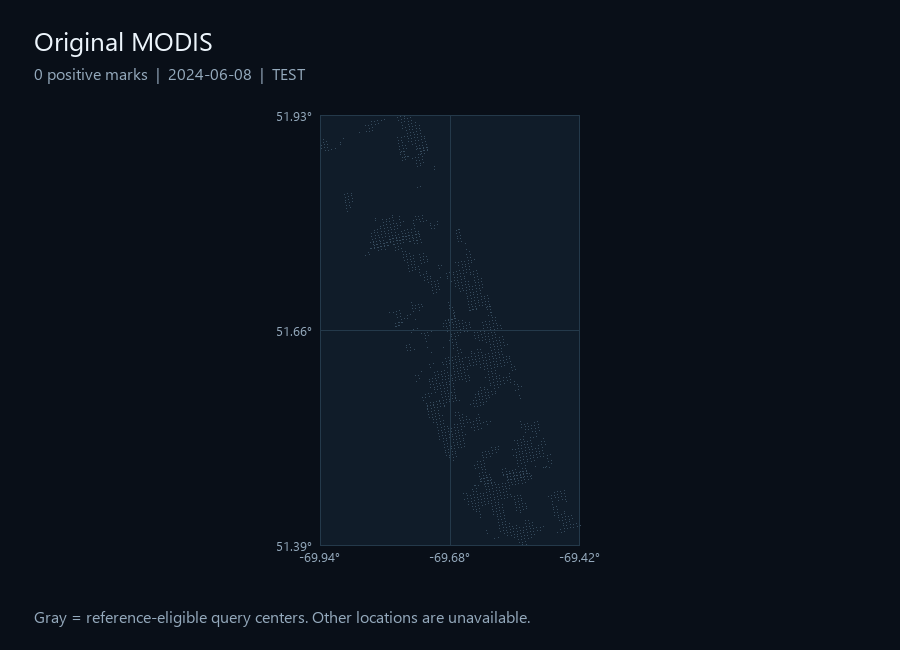 Original MODIS
0 positive marks | 2024-06-08 | TEST
51.93°
51.66°
51.39°
-69.94°
-69.68°
-69.42°
Gray = reference-eligible query centers. Other locations are unavailable.